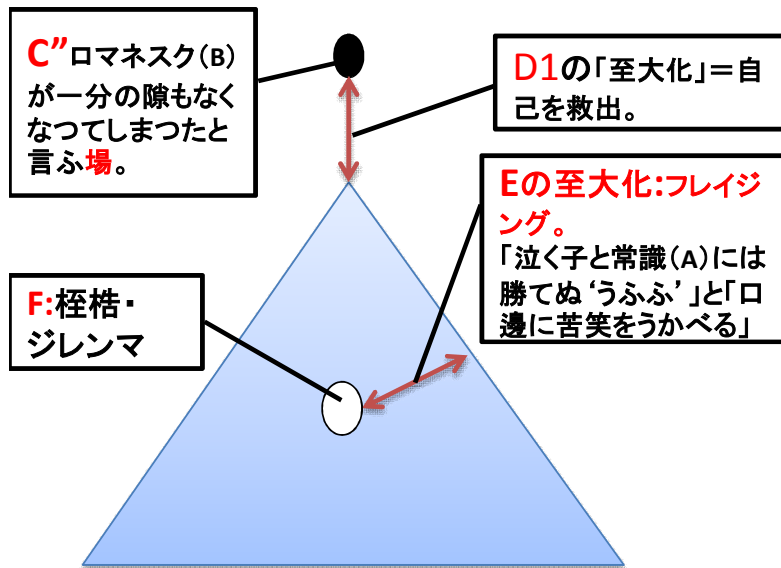 C”ロマネスク（B）
が一分の隙もなく
なつてしまつたと
言ふ場。
D1の「至大化」＝自
己を救出。
Eの至大化：フレイジ
ング。
「泣く子と常識（A）には
勝てぬ‘うふふ’」と「口
邊に苦笑をうかべる」
F:桎梏・
ジレンマ